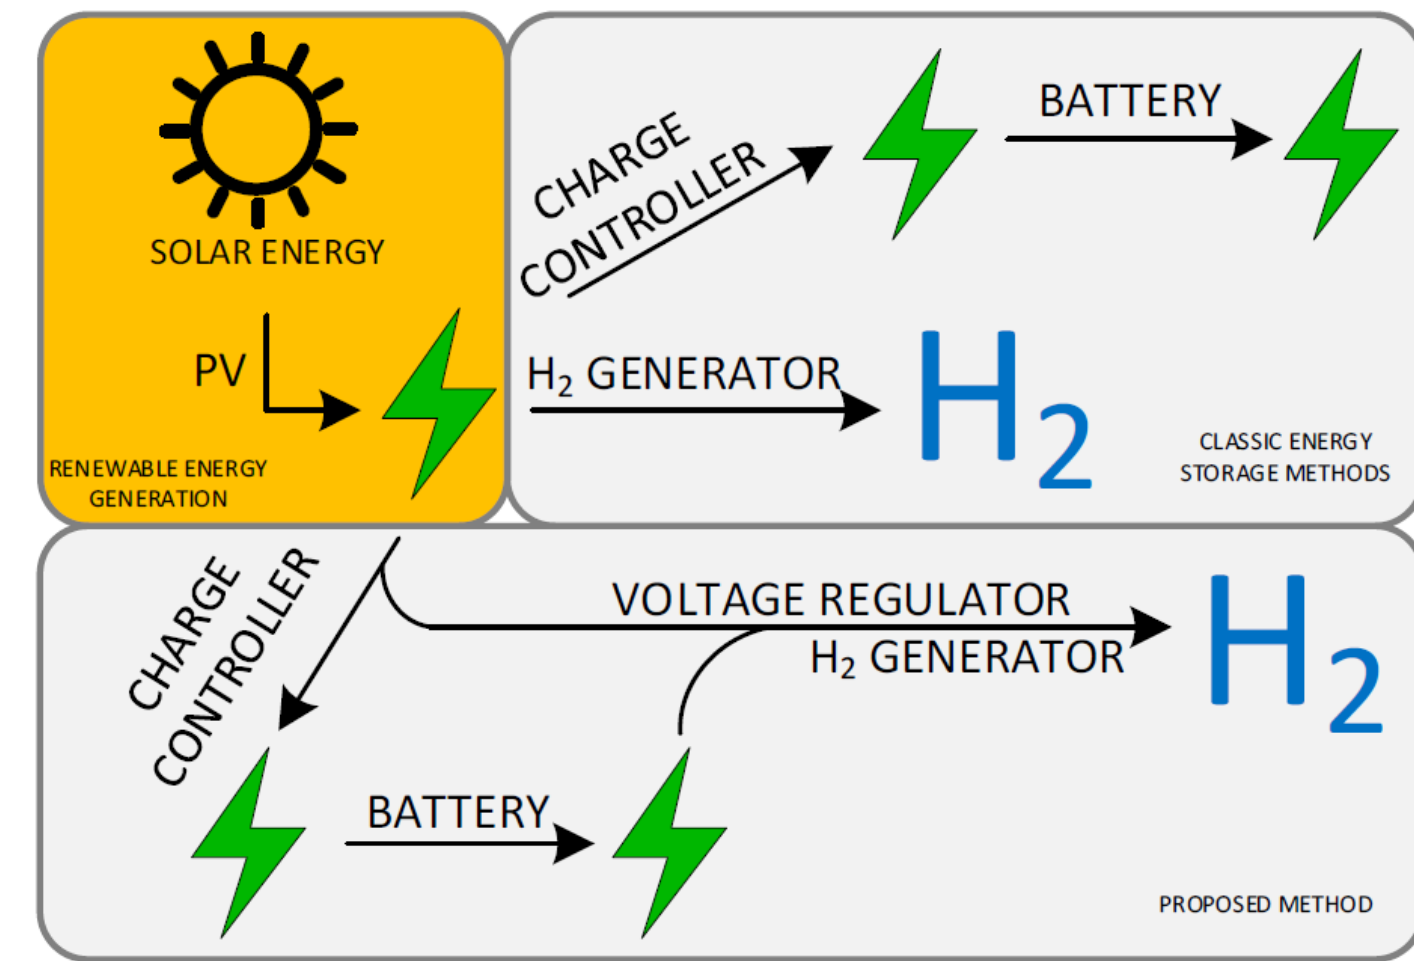 SOLAR ENERGY
PV
RENEWABLE ENERGY
GENERATION
CHARGE
CONTROLLER
BATTERY
H₂ GENERATOR
H₂
CLASSIC ENERGY
STORAGE METHODS
CHARGE
CONTROLLER
VOLTAGE REGULATOR
H₂ GENERATOR
H₂
BATTERY
PROPOSED METHOD